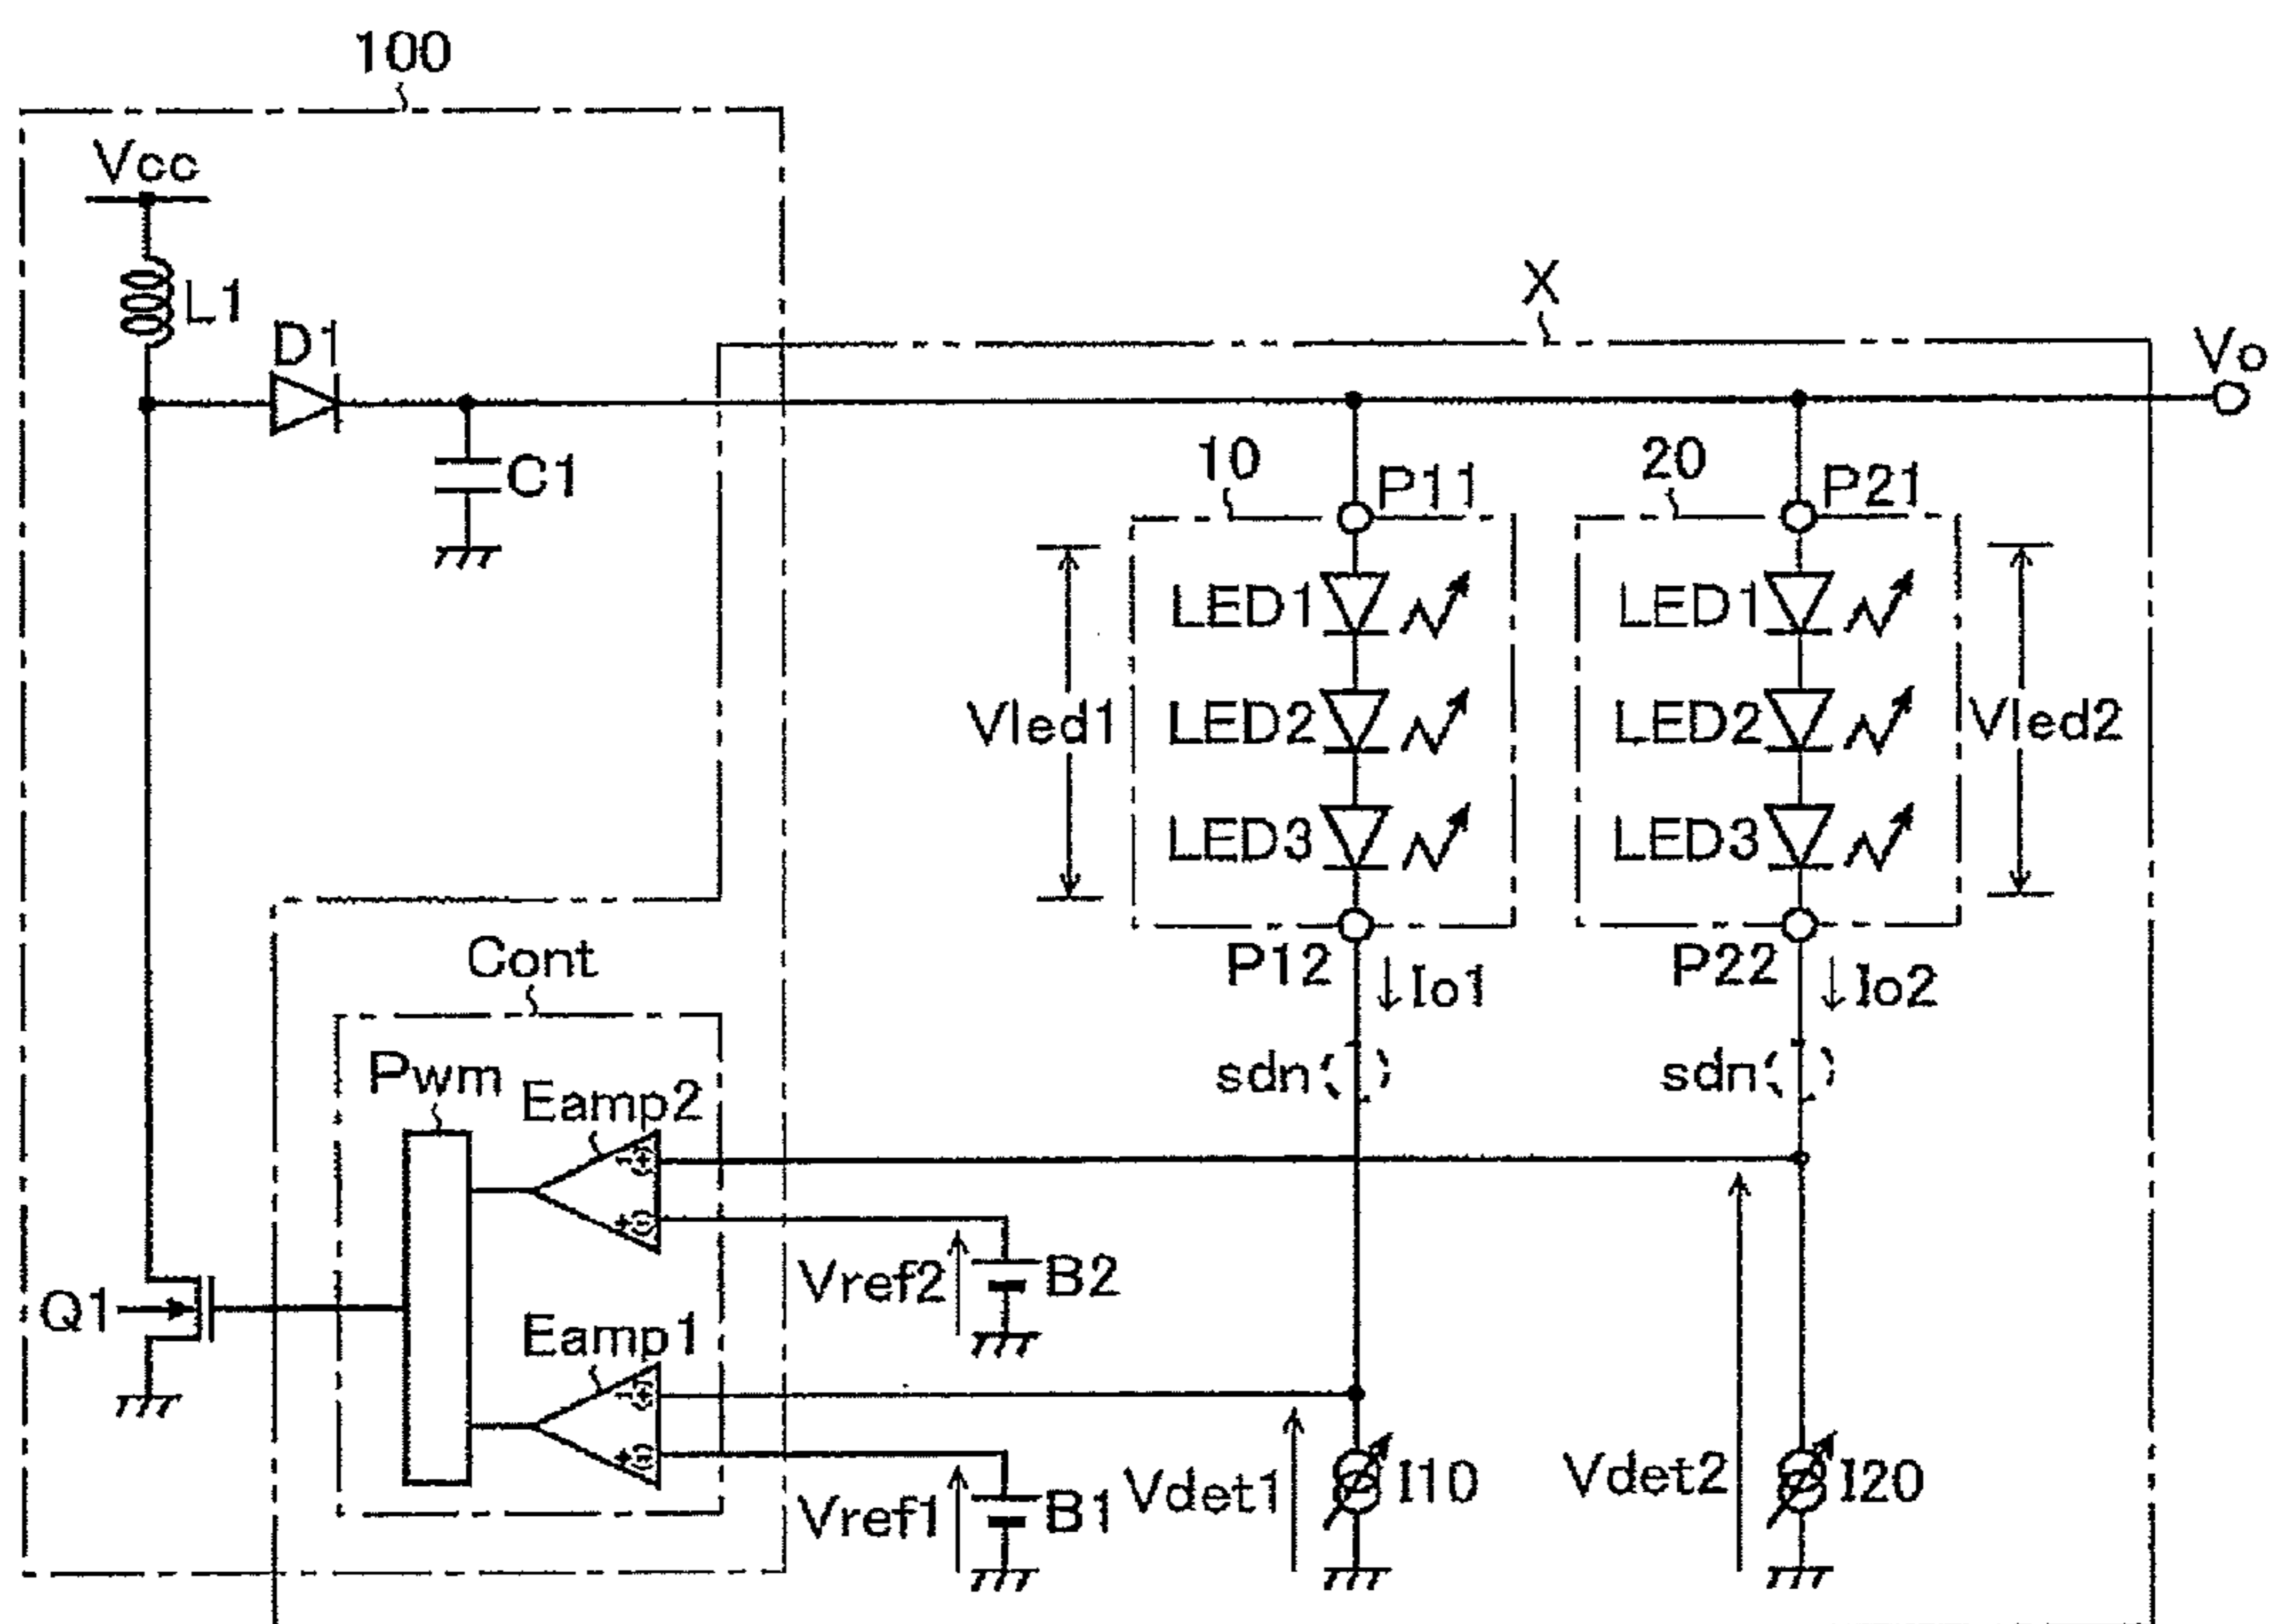 100
Vcc
L1
D1
C1
X
Vo
10
P11
20
P21
LED1
LED2
LED3
Vled1
LED1
LED2
LED3
Vled2
P12
Io1
P22
Io2
sdn
sdn
Cont
Pwm
Eamp2
Eamp1
Q1
Vref2
B2
Vref1
B1
Vdet1
I10
Vdet2
I20